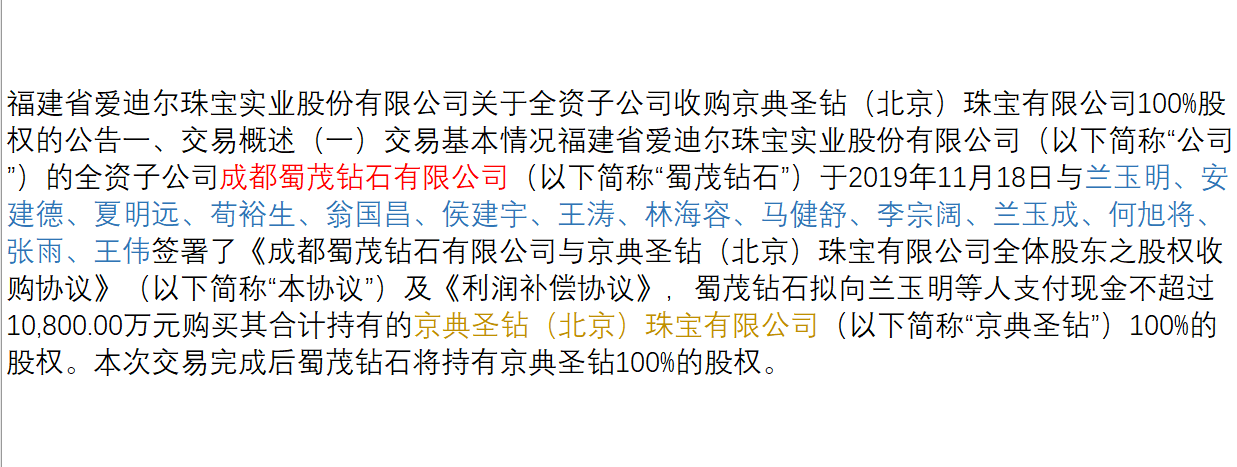 福建省爱迪尔珠宝实业股份有限公司关于全资子公司收购京典圣钻（北京）珠宝有限公司100%股
权的公告一、交易概述（一）交易基本情况福建省爱迪尔珠宝实业股份有限公司（以下简称“公司
”）的全资子公司成都蜀茂钻石有限公司（以下简称“蜀茂钻石”）于2019年11月18日与兰玉明、安
建德、夏明远、荀裕生、翁国昌、侯建宇、王涛、林海容、马健舒、李宗阔、兰玉成、何旭将、
张雨、王伟签署了《成都蜀茂钻石有限公司与京典圣钻（北京）珠宝有限公司全体股东之股权收
购协议》（以下简称“本协议”）及《利润补偿协议》，蜀茂钻石拟向兰玉明等人支付现金不超过
10,800.00万元购买其合计持有的京典圣钻（北京）珠宝有限公司（以下简称“京典圣钻”）100%的
股权。本次交易完成后蜀茂钻石将持有京典圣钻100%的股权。